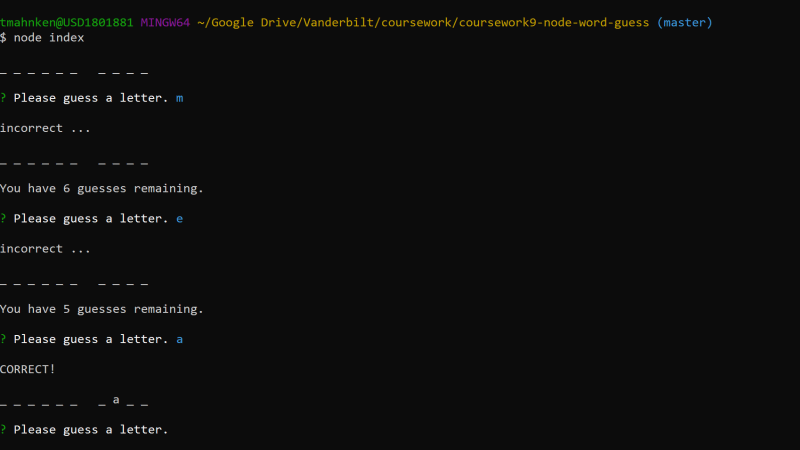 tmahnken@USD1801881 MINGW64 ~/Google Drive/Vanderbilt/coursework/coursework9-node-word-guess (master)
$ node index
_ _ _ _ _ _   _ _ _ _
? Please guess a letter. m
incorrect ...
_ _ _ _ _ _   _ _ _ _
You have 6 guesses remaining.
? Please guess a letter. e
incorrect ...
_ _ _ _ _ _   _ _ _ _
You have 5 guesses remaining.
? Please guess a letter. a
CORRECT!
_ _ _ _ _ _   _ a _ _
? Please guess a letter.